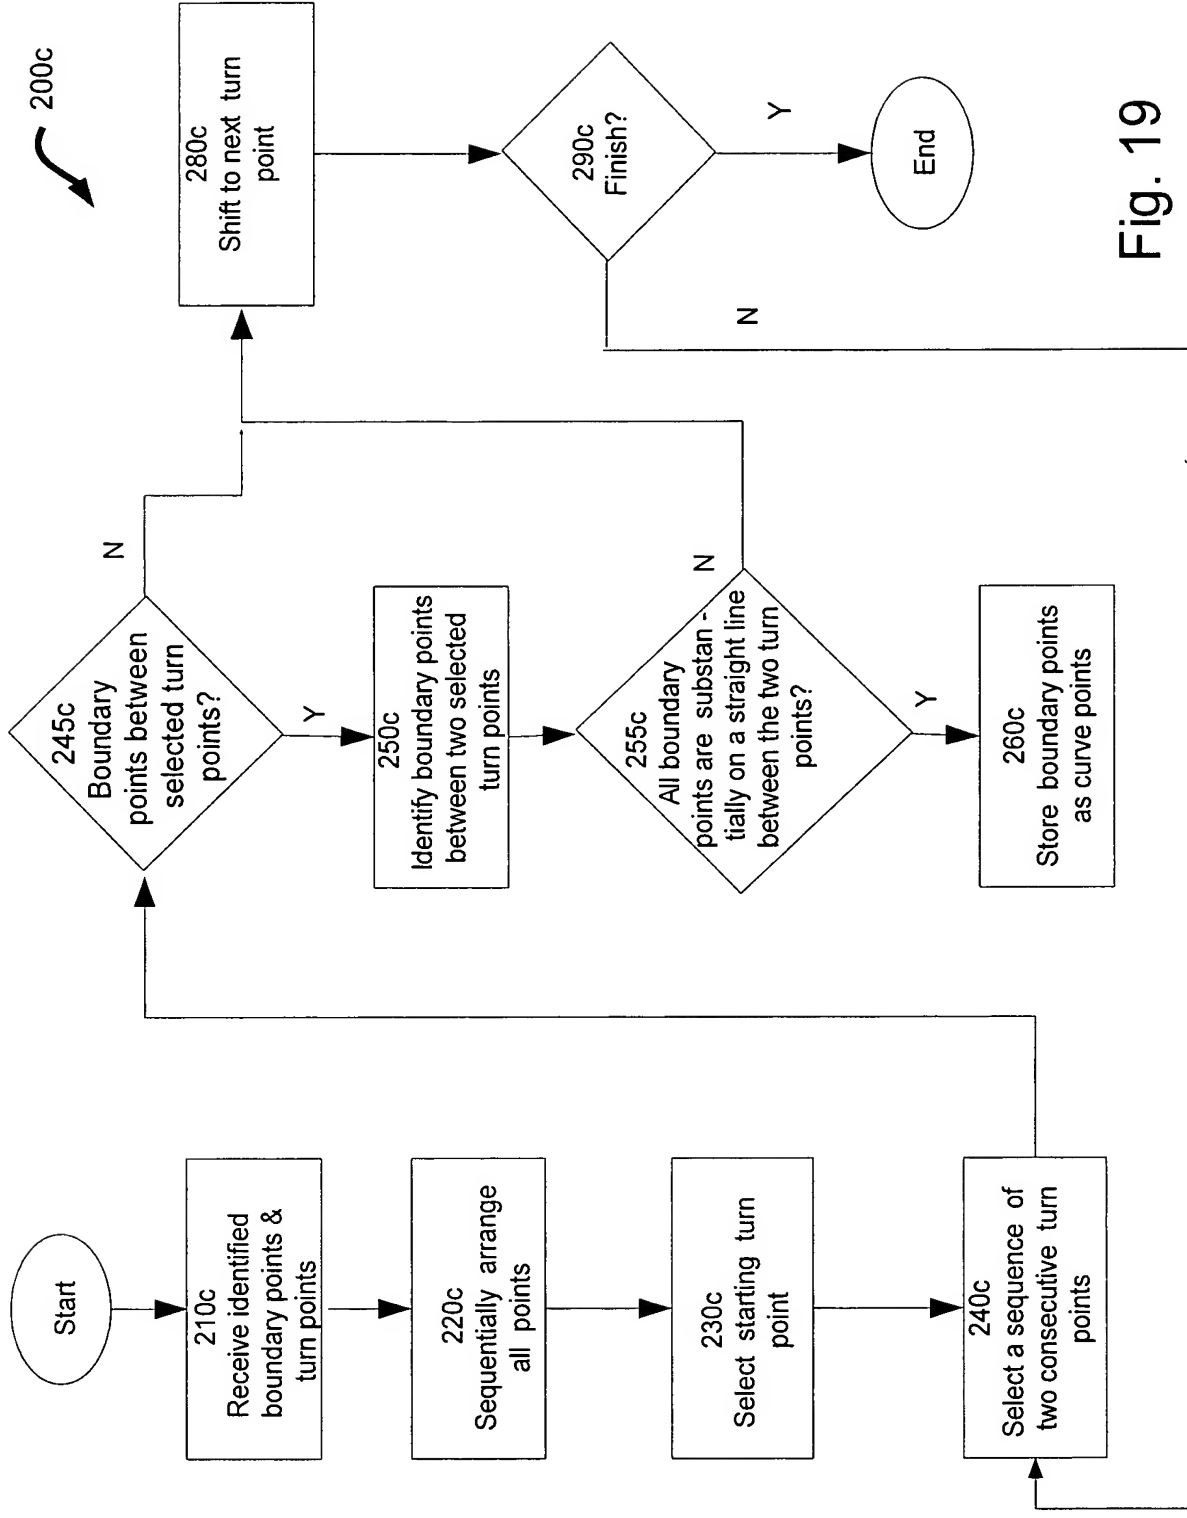 200c
Start
210c
Receive identified
boundary points &
turn points
220c
Sequentially arrange
all points
230c
Select starting turn
point
240c
Select a sequence of
two consecutive turn
points
245c
Boundary
points between
selected turn
points?
N
Y
250c
Identify boundary points
between two selected
turn points
255c
All boundary
points are substan -
tially on a straight line
between the two turn
points?
N
Y
260c
Store boundary points
as curve points
280c
Shift to next turn
point
290c
Finish?
N
Y
End
Fig. 19